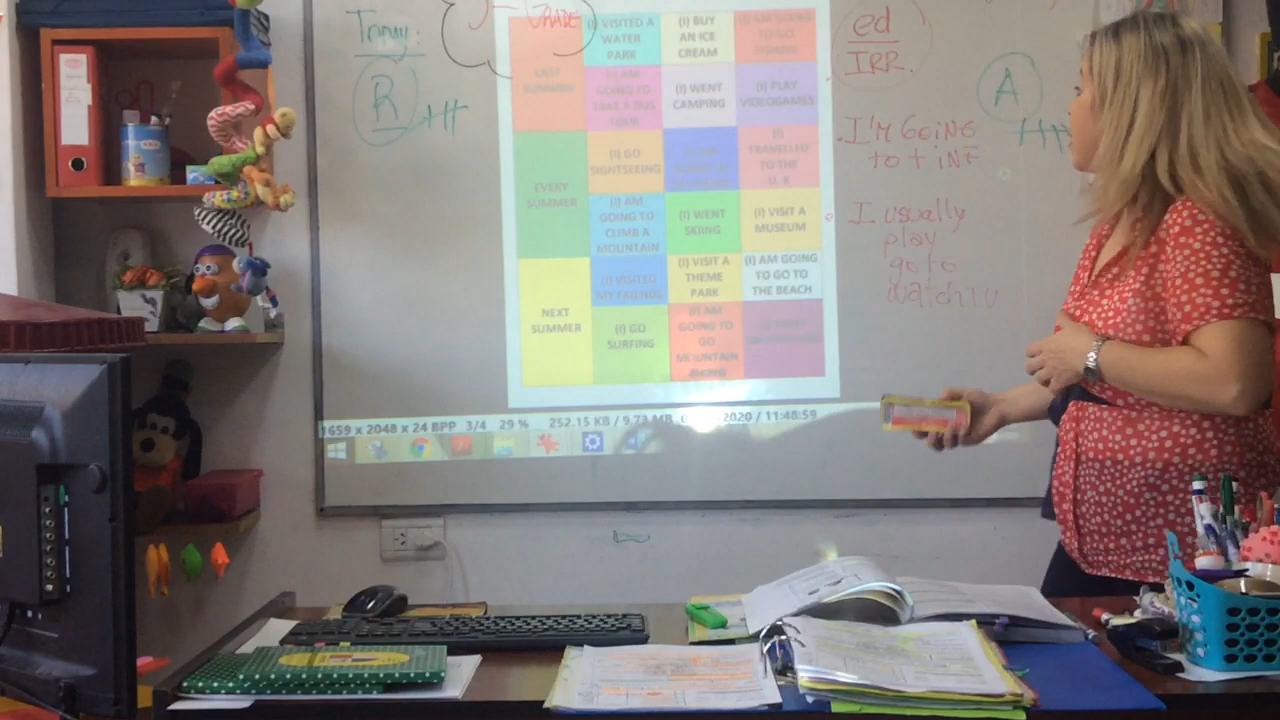 Tony:
R
GRADE
LAST
SUMMER
(I) VISITED A
WATER
PARK
(I) BUY
AN ICE
CREAM
(I) AM GOING
TO GO
(I) AM
GOING TO
TAKE A BUS
TOUR
(I) WENT
CAMPING
(I) PLAY
VIDEOGAMES
EVERY
SUMMER
(I) GO
SIGHTSEEING
(I)
TRAVELLED
TO THE
U. K
(I) AM
GOING TO
CLIMB A
MOUNTAIN
(I) WENT
SKIING
(I) VISIT A
MUSEUM
NEXT
SUMMER
(I) VISITED
MY FRIENDS
(I) VISIT A
THEME
PARK
(I) AM GOING
TO GO TO
THE BEACH
(I) GO
SURFING
(I) AM
GOING TO
GO
MOUNTAIN
BIKING
ed
IRR.
A
I'M GOING
TO + INF
I usually
play
go to
watch TV
1659 x 2048 x 24 BPP 3/4 29 % 252.15 KB / 9.73 MB 2020 / 11:48:59